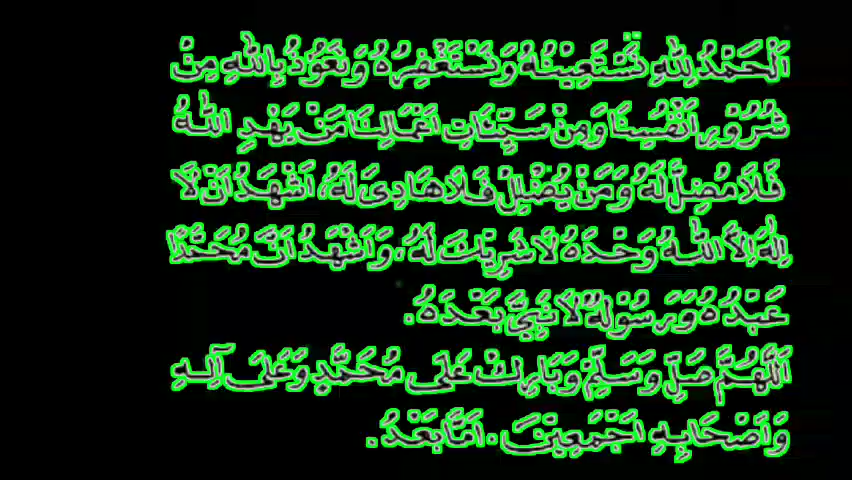 اَلْحَمْدُ لِلّٰهِ نَسْتَعِيْنُهُ وَنَسْتَغْفِرُهُ وَنَعُوْذُ بِاللّٰهِ مِنْ
شُرُوْرِ اَنْفُسِنَا وَمِنْ سَيِّئَاتِ اَعْمَالِنَا مَنْ يَهْدِ اللّٰهُ
فَلَا مُضِلَّ لَهُ وَمَنْ يُضْلِلْ فَلَا هَادِىَ لَهُ، اَشْهَدُ اَنْ لَا
اِلٰهَ اِلَّا اللّٰهُ وَحْدَهُ لَا شَرِيْكَ لَهُ. وَاَشْهَدُ اَنَّ مُحَمَّدًا
عَبْدُهُ وَرَسُوْلُهُ لَا نَبِيَّ بَعْدَهُ.
اَللّٰهُمَّ صَلِّ وَسَلِّمْ وَبَارِكْ عَلَى مُحَمَّدٍ وَعَلَى آلِهِ
وَاَصْحَابِهِ اَجْمَعِيْنَ. اَمَّا بَعْدُ.